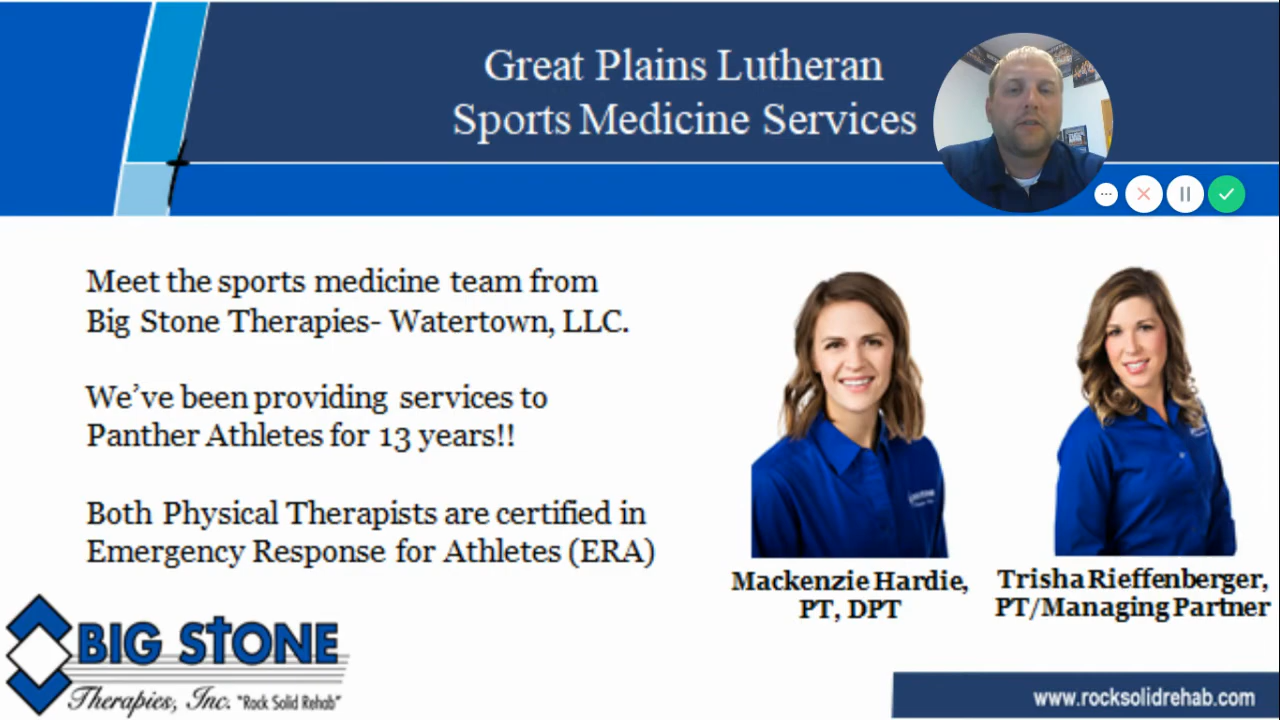 Great Plains Lutheran
Sports Medicine Services
Meet the sports medicine team from
Big Stone Therapies- Watertown, LLC.
We've been providing services to
Panther Athletes for 13 years!!
Both Physical Therapists are certified in
Emergency Response for Athletes (ERA)
Mackenzie Hardie,
PT, DPT
Trisha Rieffenberger,
PT/Managing Partner
BIG STONE
Therapies, Inc. "Rock Solid Rehab"
www.rocksolidrehab.com